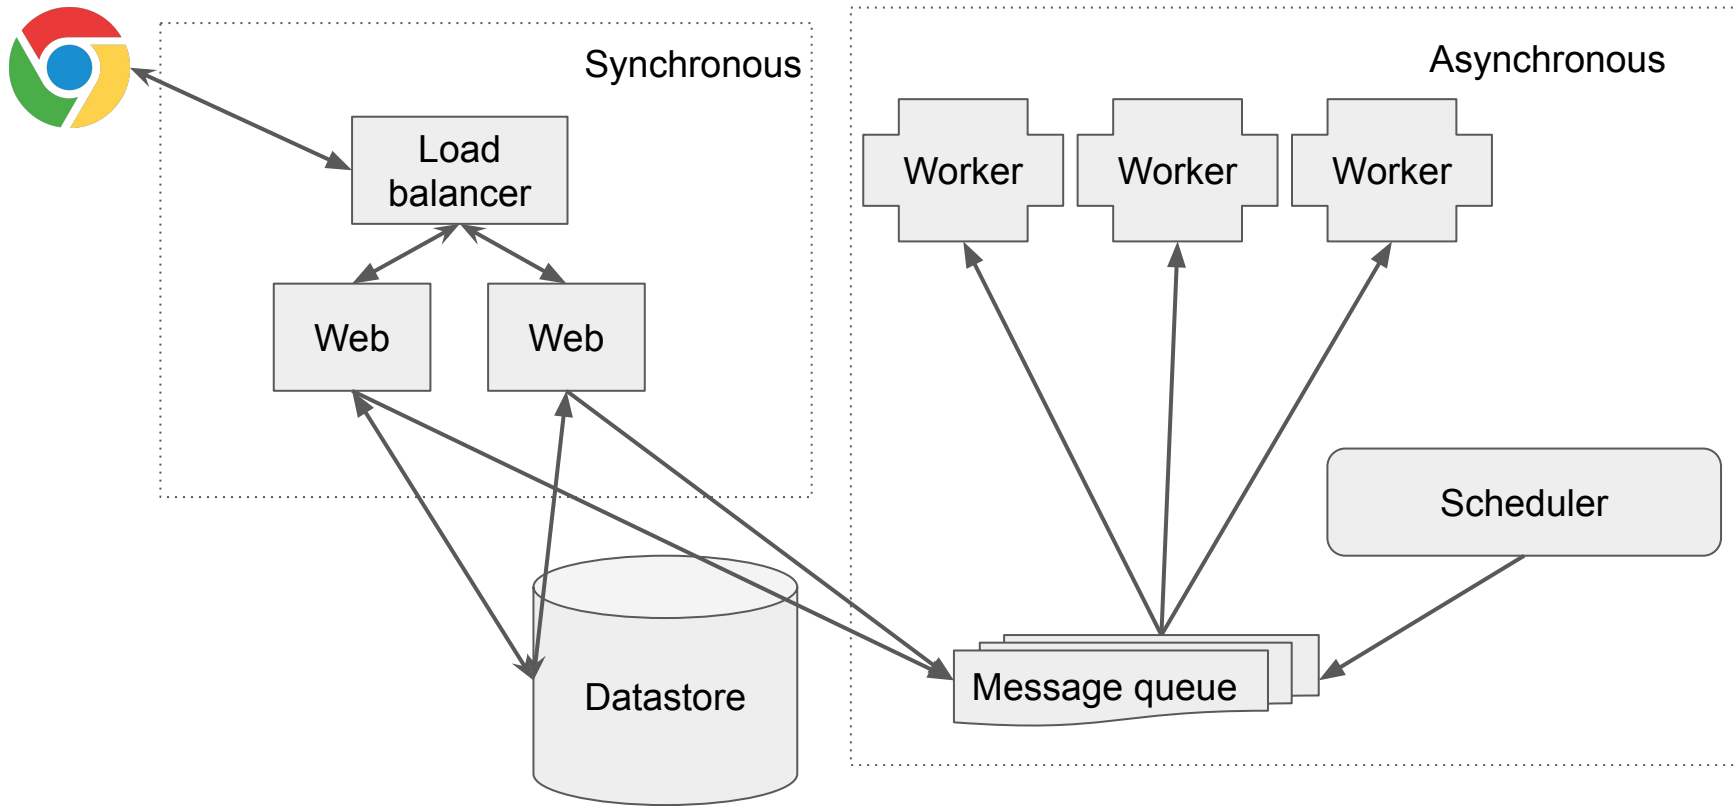 Synchronous
Asynchronous
Load
balancer
Worker
Worker
Worker
Web
Web
Scheduler
Datastore
Message queue